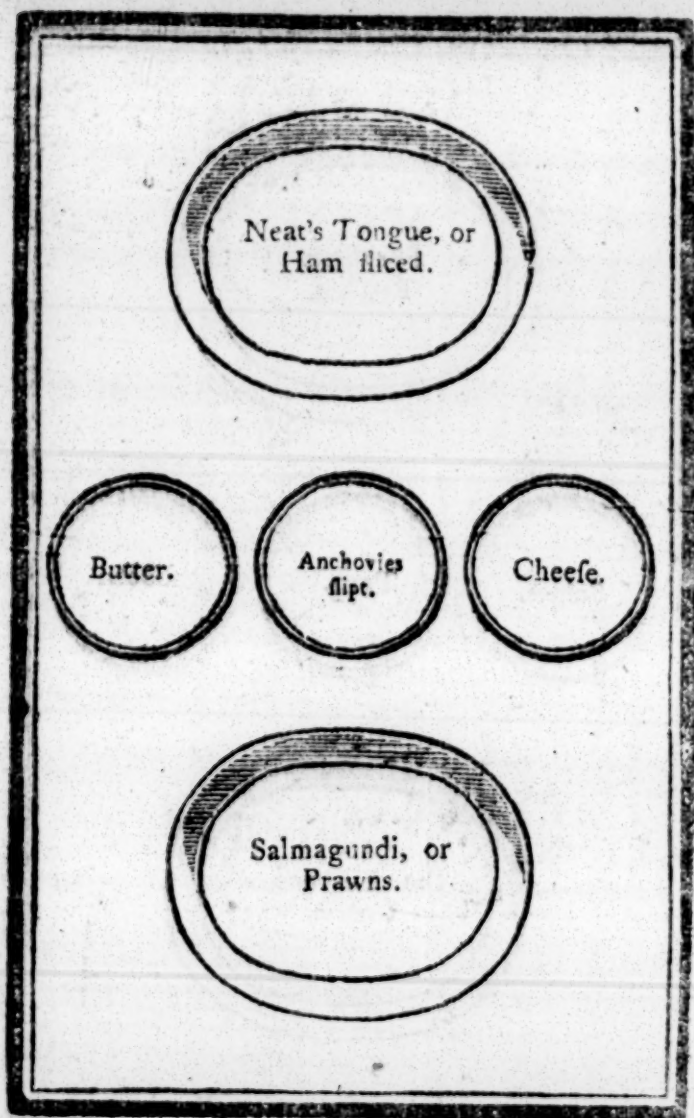 Neat's Tongue, or
Ham ſliced.
Butter.
Anchovies
ſlipt.
Cheeſe.
Salmagundi, or
Prawns.